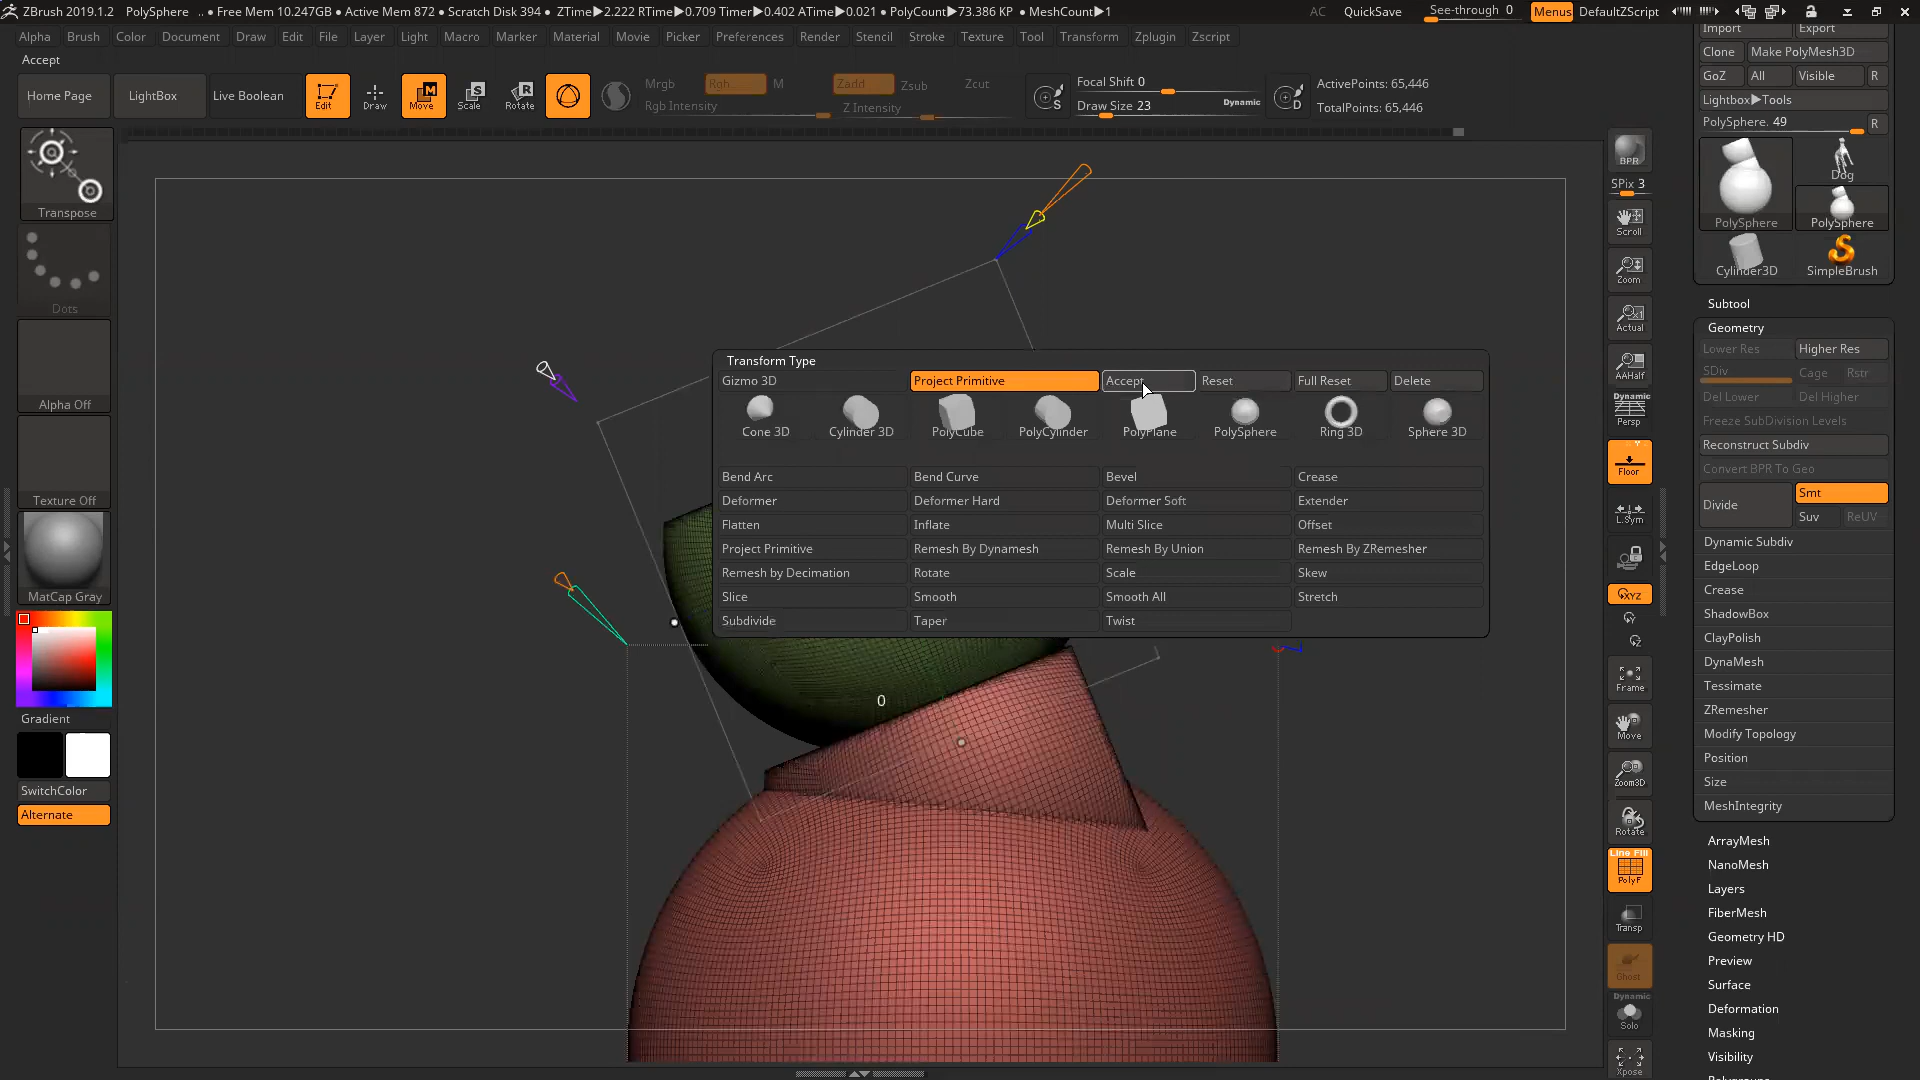 ZBrush 2019.1.2 PolySphere .. • Free Mem 10.247GB • Active Mem 872 • Scratch Disk 394 • ZTime▶2.222 RTime▶0.709 Timer▶0.402 ATime▶0.021 • PolyCount▶73.386 KP • MeshCount▶1 AC QuickSave See-through 0 Menus DefaultZScript
Alpha Brush Color Document Draw Edit File Layer Light Macro Marker Material Movie Picker Preferences Render Stencil Stroke Texture Tool Transform Zplugin Zscript
Accept
Home Page LightBox Live Boolean Edit Draw Move Scale Rotate
Mrgb Rgb M Zadd Zsub Zcut
Rgb Intensity Z Intensity
Focal Shift 0
Draw Size 23 Dynamic
S D
ActivePoints: 65,446
TotalPoints: 65,446
Transpose
Dots
Alpha Off
Texture Off
MatCap Gray
Gradient
SwitchColor
Alternate
Transform Type
Gizmo 3D Project Primitive Accept Reset Full Reset Delete
Cone 3D Cylinder 3D PolyCube PolyCylinder PolyPlane PolySphere Ring 3D Sphere 3D
Bend Arc Bend Curve Bevel Crease
Deformer Deformer Hard Deformer Soft Extender
Flatten Inflate Multi Slice Offset
Project Primitive Remesh By Dynamesh Remesh By Union Remesh By ZRemesher
Remesh by Decimation Rotate Scale Skew
Slice Smooth Smooth All Stretch
Subdivide Taper Twist
0
BPR
SPix 3
Scroll
Zoom
Actual
AAHalf
Dynamic
Persp
Floor
L.Sym
XYZ
Frame
Move
Zoom3D
Rotate
Line Fill
PolyF
Transp
Ghost
Dynamic
Solo
Xpose
Import Export
Clone Make PolyMesh3D
GoZ All Visible R
Lightbox▶Tools
PolySphere. 49 R
Dog
PolySphere PolySphere
Cylinder3D SimpleBrush
Subtool
Geometry
Lower Res Higher Res
SDiv Cage Rstr
Del Lower Del Higher
Freeze SubDivision Levels
Reconstruct Subdiv
Convert BPR To Geo
Divide Smt
Suv ReUV
Dynamic Subdiv
EdgeLoop
Crease
ShadowBox
ClayPolish
DynaMesh
Tessimate
ZRemesher
Modify Topology
Position
Size
MeshIntegrity
ArrayMesh
NanoMesh
Layers
FiberMesh
Geometry HD
Preview
Surface
Deformation
Masking
Visibility